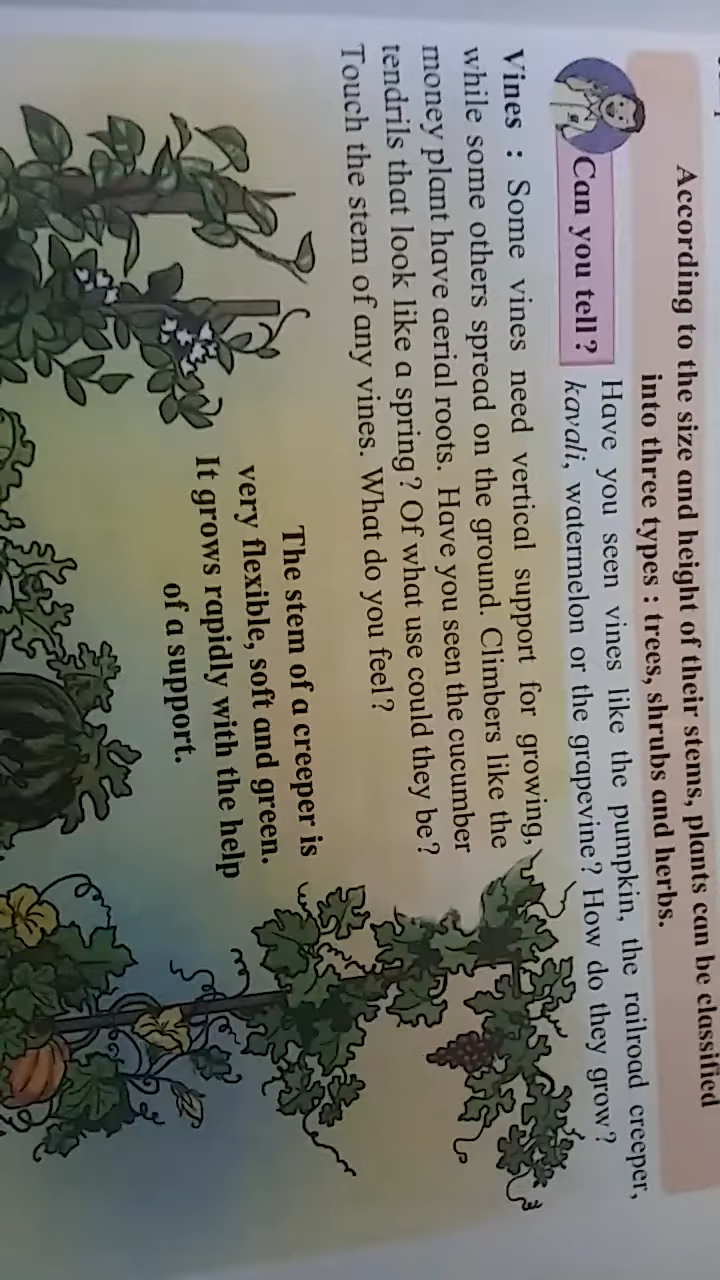 According to the size and height of their stems, plants can be classified
into three types : trees, shrubs and herbs.
Can you tell?
Have you seen vines like the pumpkin, the railroad creeper,
kavali, watermelon or the grapevine? How do they grow?
Vines : Some vines need vertical support for growing,
while some others spread on the ground. Climbers like the
money plant have aerial roots. Have you seen the cucumber
tendrils that look like a spring? Of what use could they be?
Touch the stem of any vines. What do you feel?
The stem of a creeper is
very flexible, soft and green.
It grows rapidly with the help
of a support.